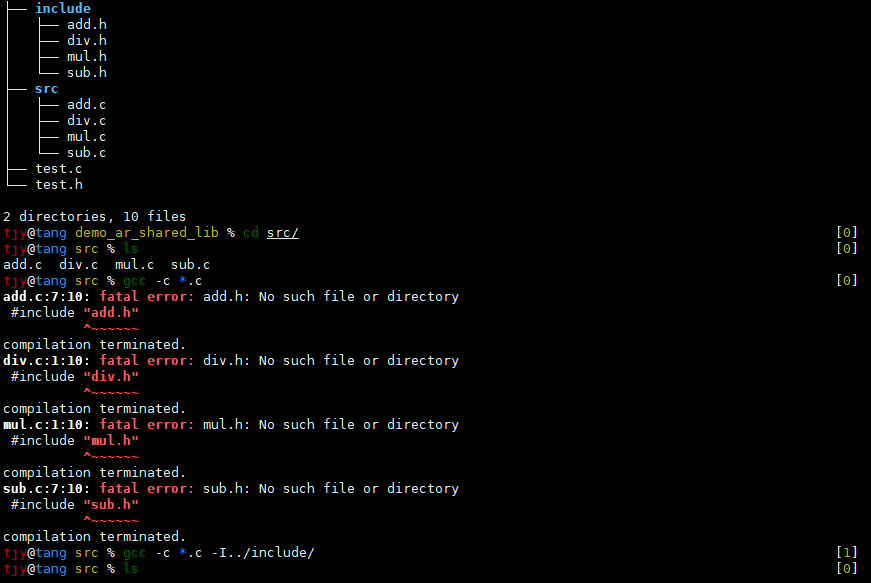 ├── include
│   ├── add.h
│   ├── div.h
│   ├── mul.h
│   └── sub.h
├── src
│   ├── add.c
│   ├── div.c
│   ├── mul.c
│   └── sub.c
├── test.c
└── test.h
2 directories, 10 files
tjy@tang demo_ar_shared_lib % cd src/ [0]
tjy@tang src % ls [0]
add.c  div.c  mul.c  sub.c
tjy@tang src % gcc -c *.c [0]
add.c:7:10: fatal error: add.h: No such file or directory
 #include "add.h"
          ^~~~~~~
compilation terminated.
div.c:1:10: fatal error: div.h: No such file or directory
 #include "div.h"
          ^~~~~~~
compilation terminated.
mul.c:1:10: fatal error: mul.h: No such file or directory
 #include "mul.h"
          ^~~~~~~
compilation terminated.
sub.c:7:10: fatal error: sub.h: No such file or directory
 #include "sub.h"
          ^~~~~~~
compilation terminated.
tjy@tang src % gcc -c *.c -I../include/ [1]
tjy@tang src % ls [0]